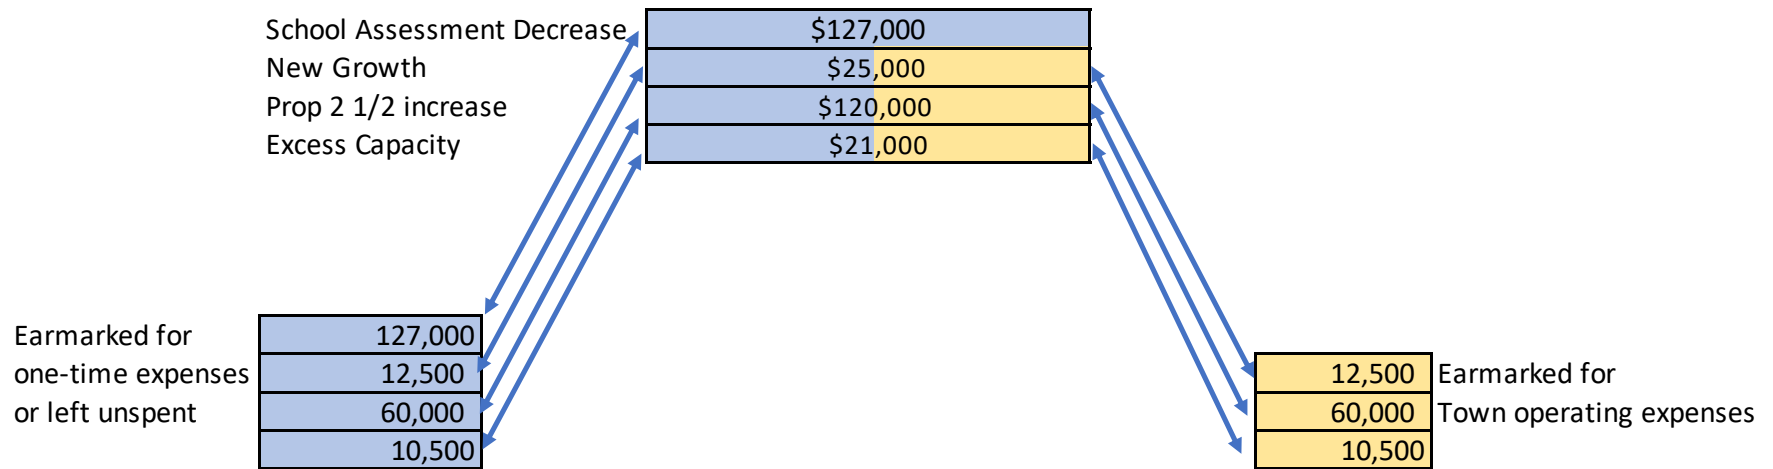 School Assessment Decrease $127,000
New Growth $25,000
Prop 2 1/2 increase $120,000
Excess Capacity $21,000
Earmarked for 127,000
one-time expenses 12,500 12,500 Earmarked for
or left unspent 60,000 60,000 Town operating expenses
10,500 10,500